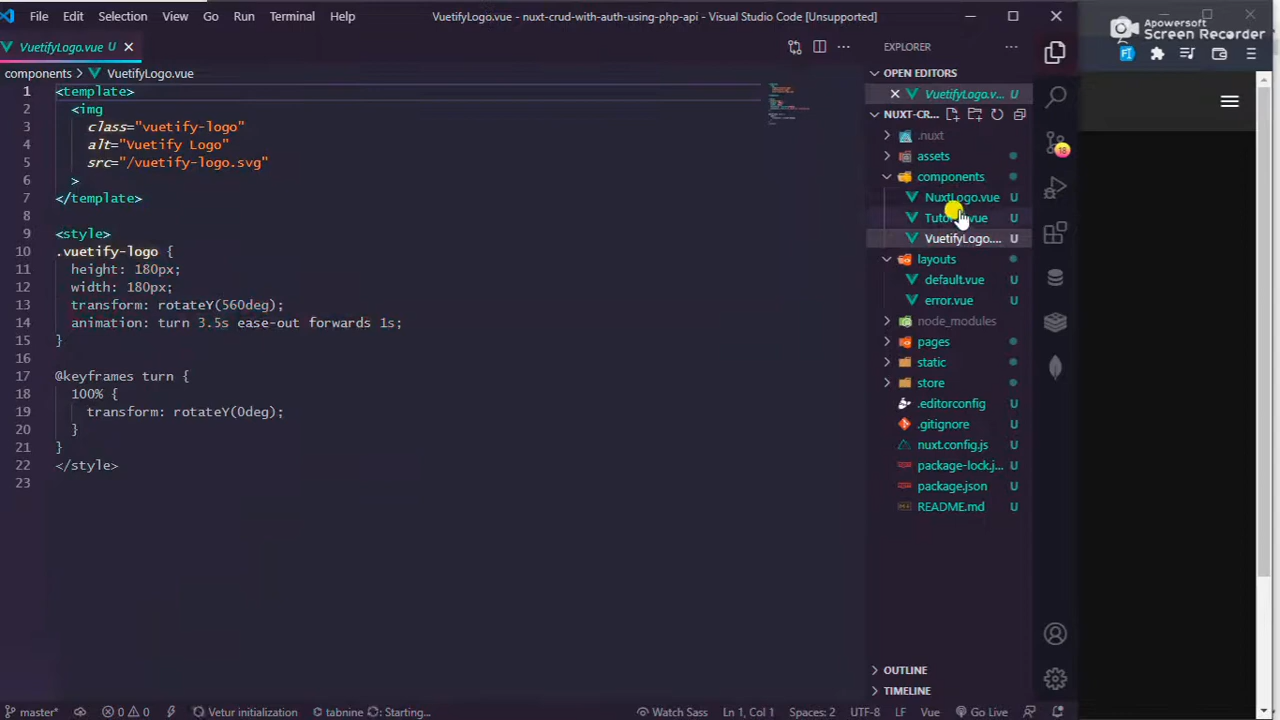 File Edit Selection View Go Run Terminal Help VuetifyLogo.vue - nuxt-crud-with-auth-using-php-api - Visual Studio Code [Unsupported]
Apowersoft
Screen Recorder
VuetifyLogo.vue U
components > VuetifyLogo.vue
1 <template>
2 <img
3 class="vuetify-logo"
4 alt="Vuetify Logo"
5 src="/vuetify-logo.svg"
6 >
7 </template>
8
9 <style>
10 .vuetify-logo {
11 height: 180px;
12 width: 180px;
13 transform: rotateY(560deg);
14 animation: turn 3.5s ease-out forwards 1s;
15 }
16
17 @keyframes turn {
18 100% {
19 transform: rotateY(0deg);
20 }
21 }
22 </style>
23
EXPLORER
OPEN EDITORS
VuetifyLogo.v... U
NUXT-CR...
.nuxt
assets
components
NuxtLogo.vue U
.vue U
VuetifyLogo.... U
layouts
default.vue U
error.vue U
node_modules
pages
static
store
.editorconfig U
.gitignore U
nuxt.config.js U
package-lock.j... U
package.json U
README.md U
OUTLINE
TIMELINE
18
master* 0 0 Vetur initialization tabnine : Starting... Watch Sass Ln 1, Col 1 Spaces: 2 UTF-8 LF Vue Go Live